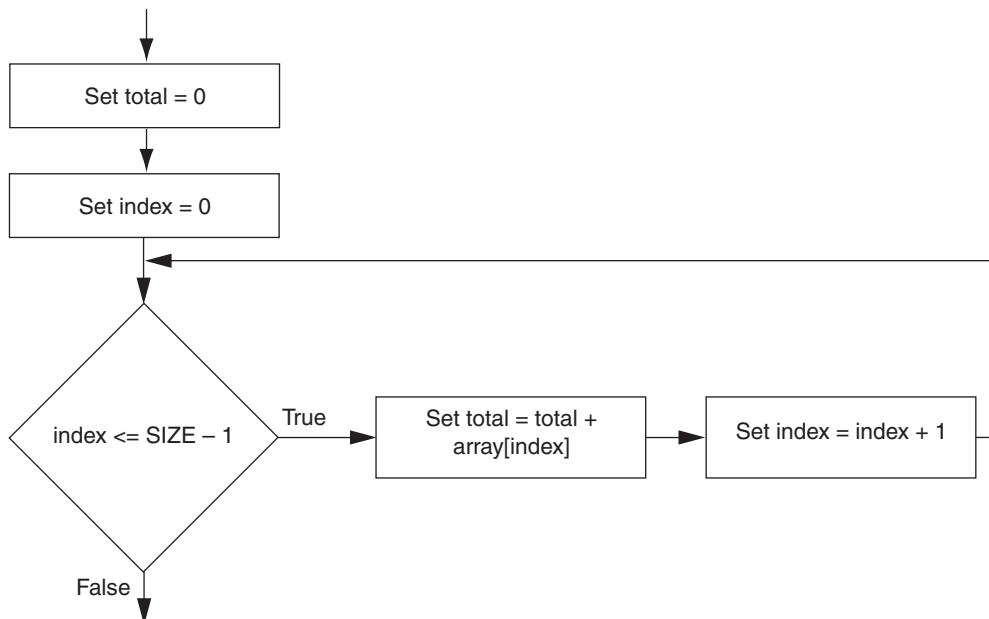 Set total = 0
Set index = 0
index <= SIZE – 1
True
Set total = total +
array[index]
Set index = index + 1
False